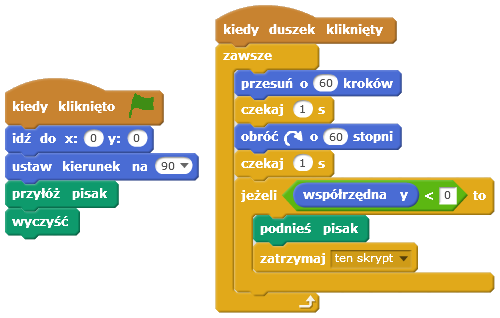 kiedy kliknięto
idź do x: 0 y: 0
ustaw kierunek na 90
przyłóż pisak
wyczyść
kiedy duszek kliknięty
zawsze
przesuń o 60 kroków
czekaj 1 s
obróć o 60 stopni
czekaj 1 s
jeżeli współrzędna y < 0 to
podnieś pisak
zatrzymaj ten skrypt